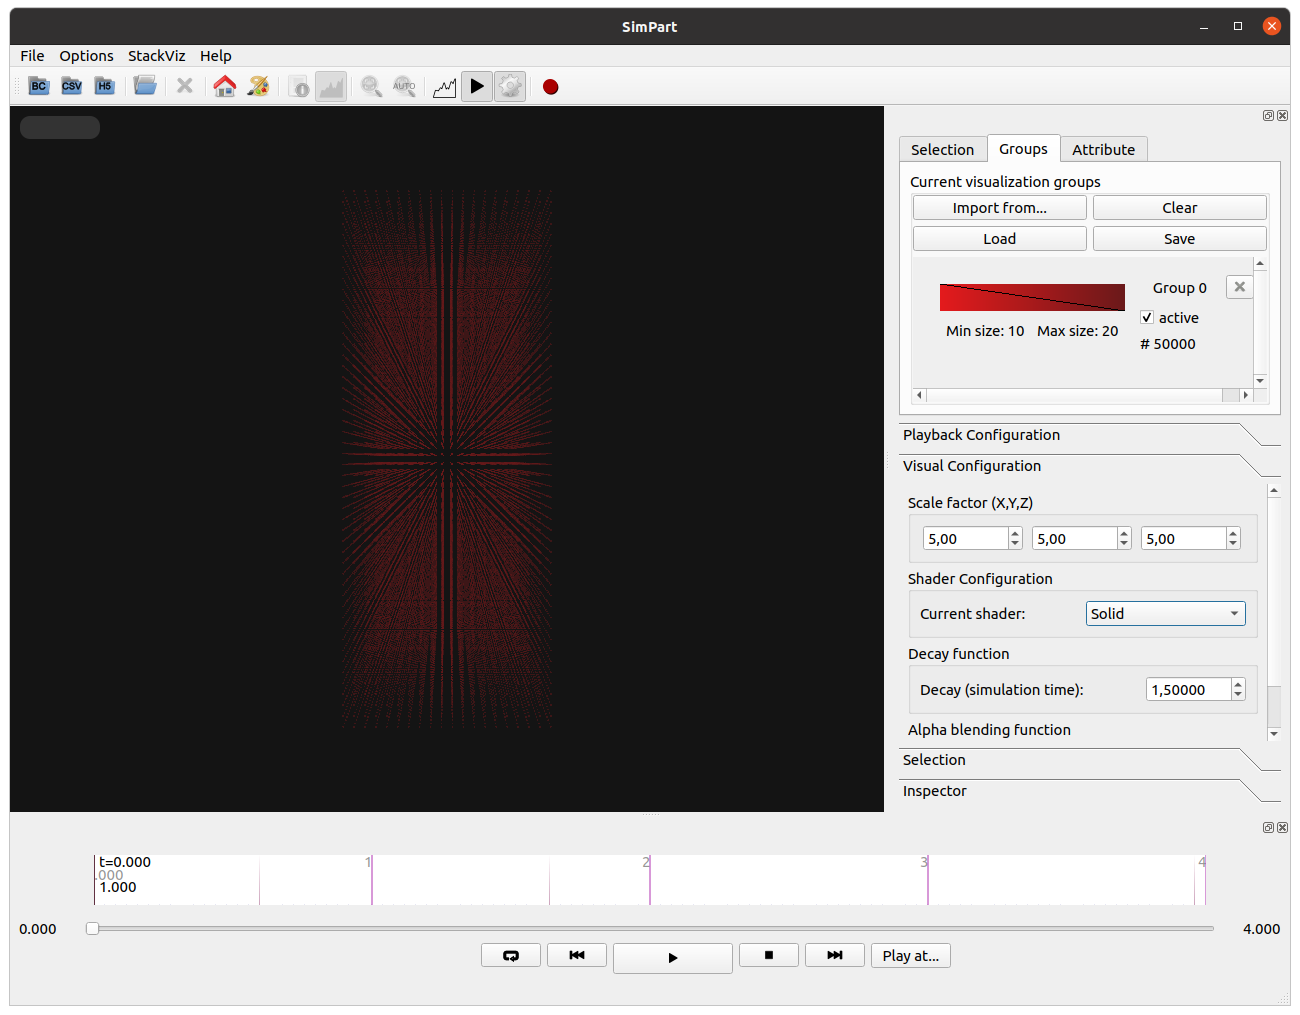 SimPart
File Options StackViz Help
BC CSV H5 AUTO
Selection Groups Attribute
Current visualization groups
Import from... Clear
Load Save
Group 0
active
Min size: 10 Max size: 20
# 50000
Playback Configuration
Visual Configuration
Scale factor (X,Y,Z)
5,00 5,00 5,00
Shader Configuration
Current shader: Solid
Decay function
Decay (simulation time): 1,50000
Alpha blending function
Selection
Inspector
t=0.000 1 2 3 4
.000
1.000
0.000 4.000
Play at...